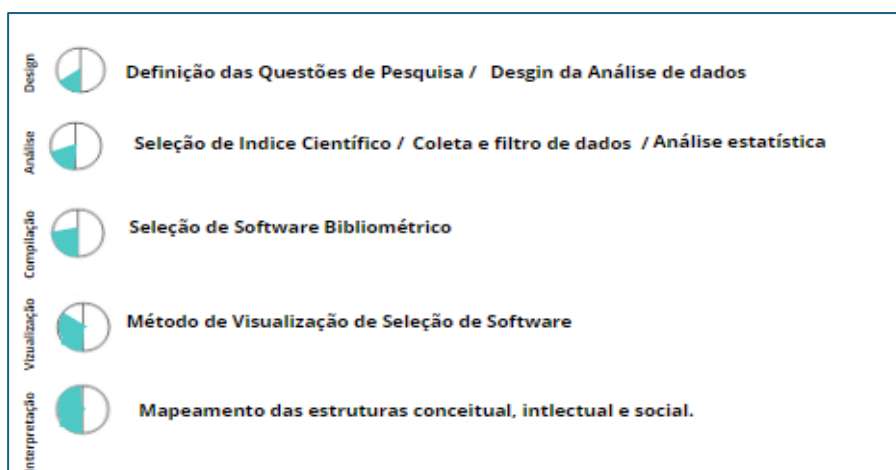 Design
Definição das Questões de Pesquisa / Desgin da Análise de dados
Análise
Seleção de Indice Científico / Coleta e filtro de dados / Análise estatística
Compilação
Seleção de Software Bibliométrico
Vizualização
Método de Visualização de Seleção de Software
Interpretação
Mapeamento das estruturas conceitual, intlectual e social.